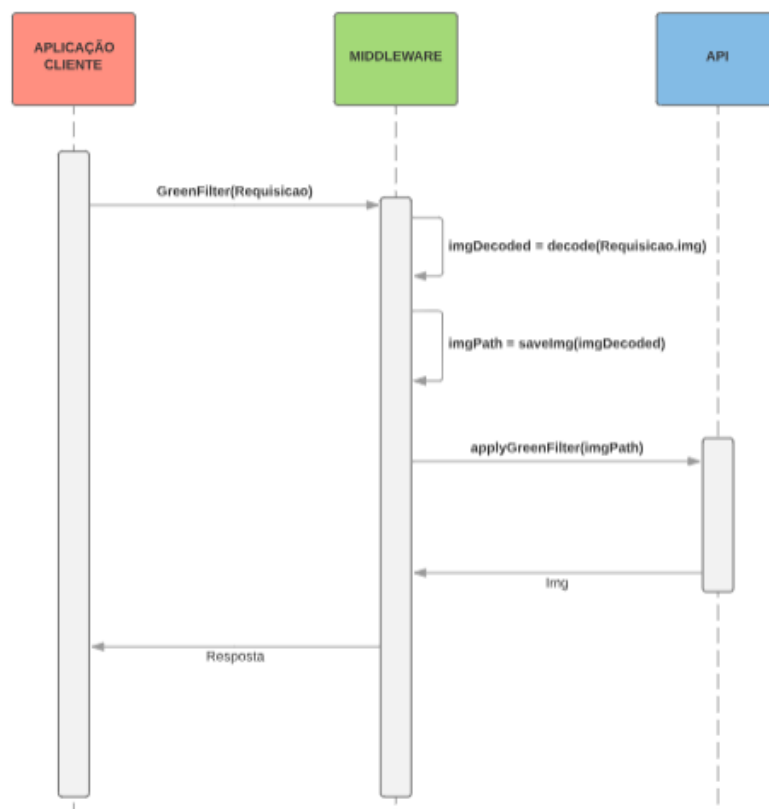 APLICAÇÃO
CLIENTE
MIDDLEWARE
API
GreenFilter(Requisicao)
imgDecoded = decode(Requisicao.img)
imgPath = saveImg(imgDecoded)
applyGreenFilter(imgPath)
Img
Resposta